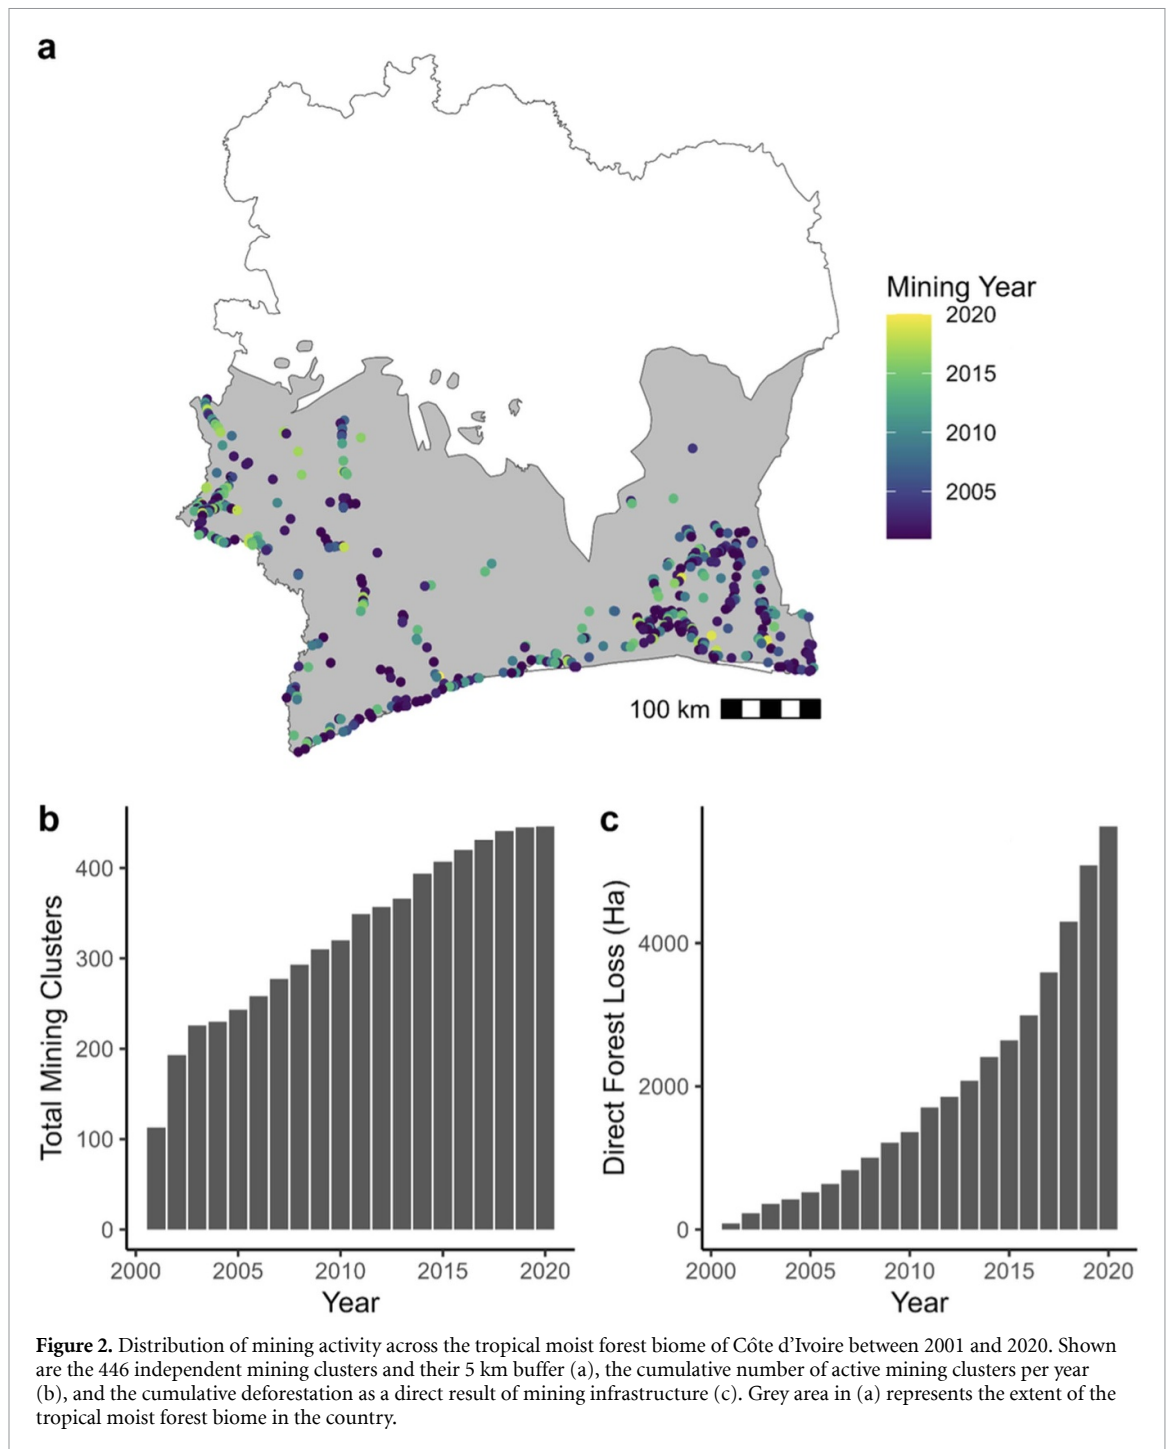 a
Mining Year
2020
2015
2010
2005
100 km
b
Total Mining Clusters
400
300
200
100
0
2000 2005 2010 2015 2020
Year
c
Direct Forest Loss (Ha)
4000
2000
0
2000 2005 2010 2015 2020
Year
Figure 2. Distribution of mining activity across the tropical moist forest biome of Côte d'Ivoire between 2001 and 2020. Shown
are the 446 independent mining clusters and their 5 km buffer (a), the cumulative number of active mining clusters per year
(b), and the cumulative deforestation as a direct result of mining infrastructure (c). Grey area in (a) represents the extent of the
tropical moist forest biome in the country.